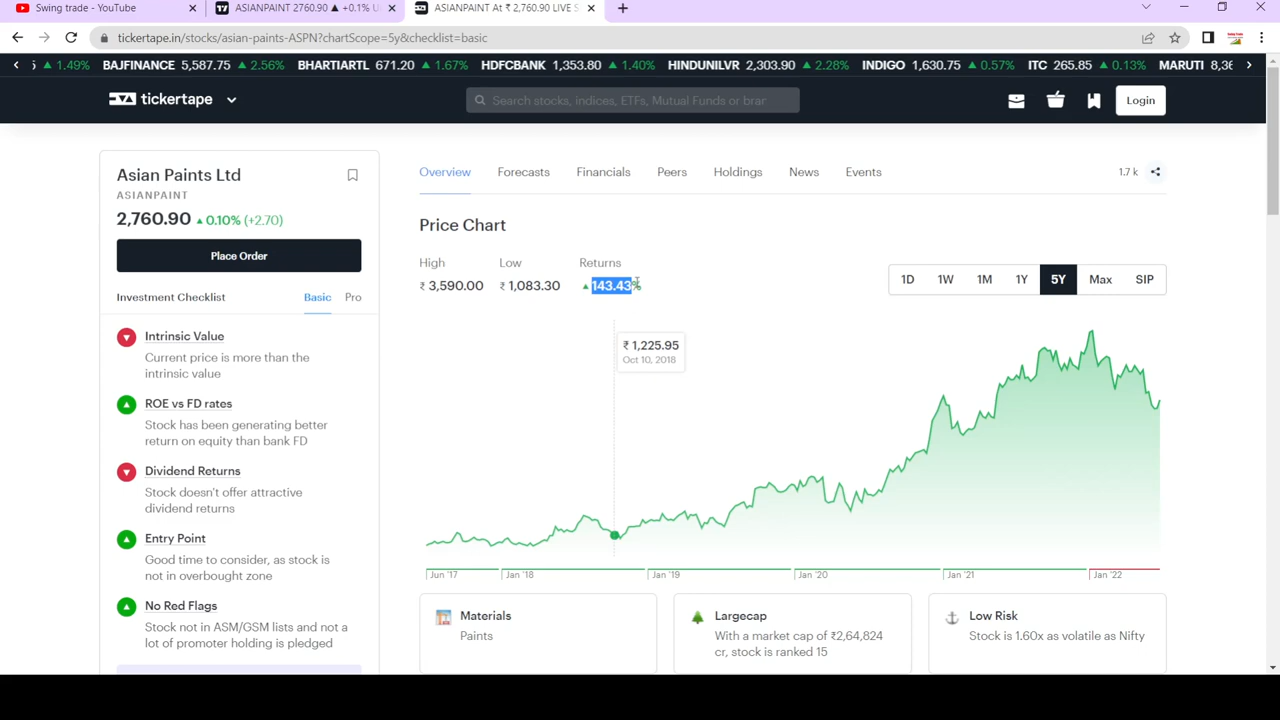 Swing trade - YouTube
ASIANPAINT 2760.90 ▲ +0.1% U
ASIANPAINT At ₹ 2,760.90 LIVE S
tickertape.in/stocks/asian-paints-ASPN?chartScope=5y&checklist=basic
5 ▲ 1.49% BAJFINANCE 5,587.75 ▲ 2.56% BHARTIARTL 671.20 ▲ 1.67% HDFCBANK 1,353.80 ▲ 1.40% HINDUNILVR 2,303.90 ▲ 2.28% INDIGO 1,630.75 ▲ 0.57% ITC 265.85 ▲ 0.13% MARUTI 8,36
tickertape
Search stocks, indices, ETFs, Mutual Funds or brar
Login
Asian Paints Ltd
ASIANPAINT
2,760.90 ▲ 0.10% (+2.70)
Place Order
Investment Checklist Basic Pro
Intrinsic Value
Current price is more than the
intrinsic value
ROE vs FD rates
Stock has been generating better
return on equity than bank FD
Dividend Returns
Stock doesn't offer attractive
dividend returns
Entry Point
Good time to consider, as stock is
not in overbought zone
No Red Flags
Stock not in ASM/GSM lists and not a
lot of promoter holding is pledged
Overview Forecasts Financials Peers Holdings News Events 1.7 k
Price Chart
High Low Returns
₹ 3,590.00 ₹ 1,083.30 ▲ 143.43%
1D 1W 1M 1Y 5Y Max SIP
₹ 1,225.95
Oct 10, 2018
Jun '17 Jan '18 Jan '19 Jan '20 Jan '21 Jan '22
Materials
Paints
Largecap
With a market cap of ₹2,64,824
cr, stock is ranked 15
Low Risk
Stock is 1.60x as volatile as Nifty